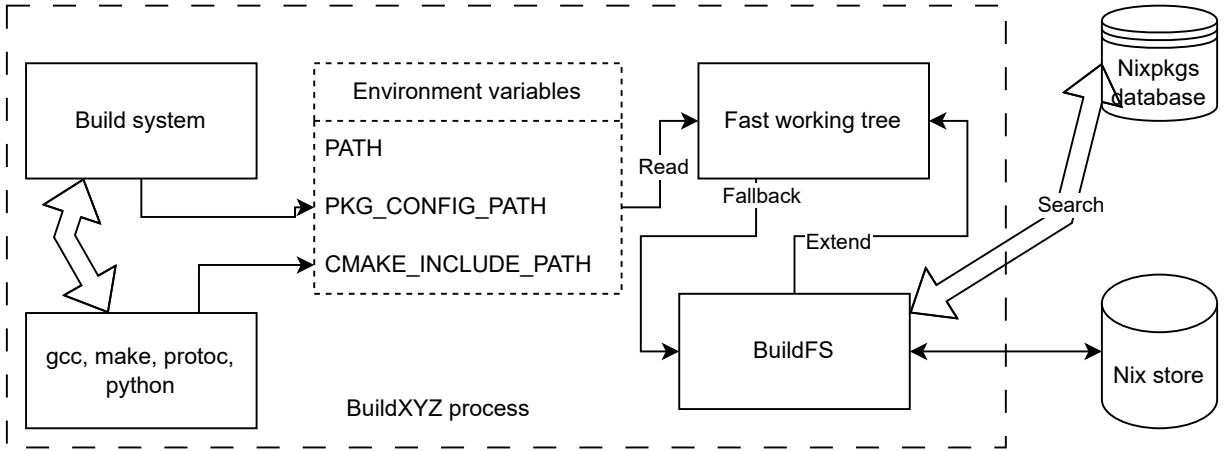 Build system
Environment variables
PATH
PKG_CONFIG_PATH
CMAKE_INCLUDE_PATH
gcc, make, protoc,
python
BuildXYZ process
Read
Fast working tree
Fallback
Extend
BuildFS
Search
Nixpkgs
database
Nix store